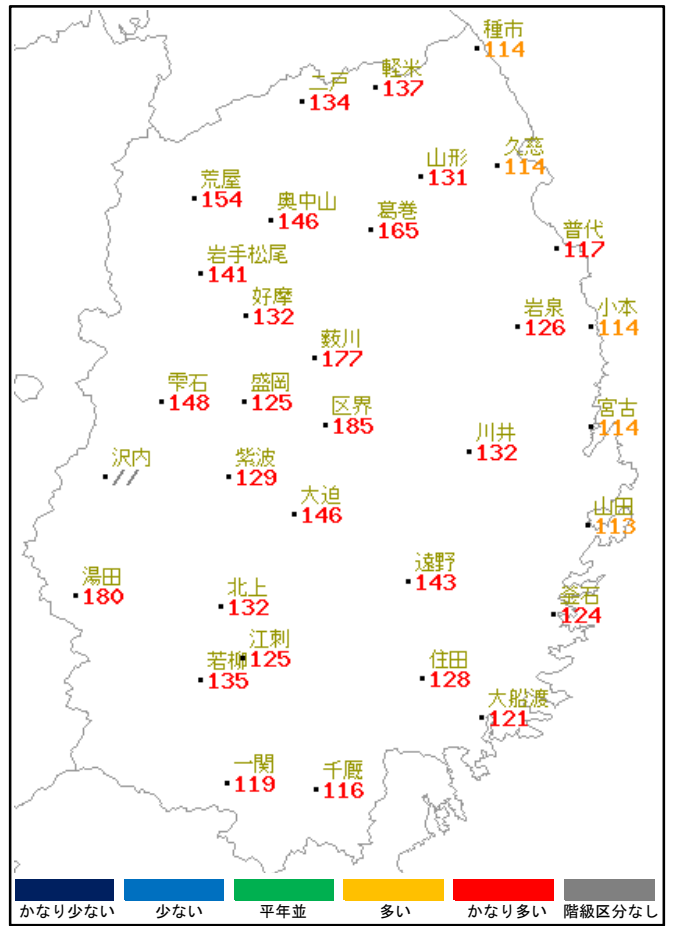 種市
114
軽米
137
二戸
134
久慈
114
山形
131
荒屋
154
奥中山
146
葛巻
165
普代
117
岩手松尾
141
好摩
132
岩泉
126
小本
114
薮川
177
雫石
148
盛岡
125
区界
185
宮古
114
川井
132
沢内
//
紫波
129
大迫
146
山田
113
湯田
180
北上
132
遠野
143
釜石
124
江刺
125
若柳
135
住田
128
大船渡
121
一関
119
千厩
116
かなり少ない 少ない 平年並 多い かなり多い 階級区分なし